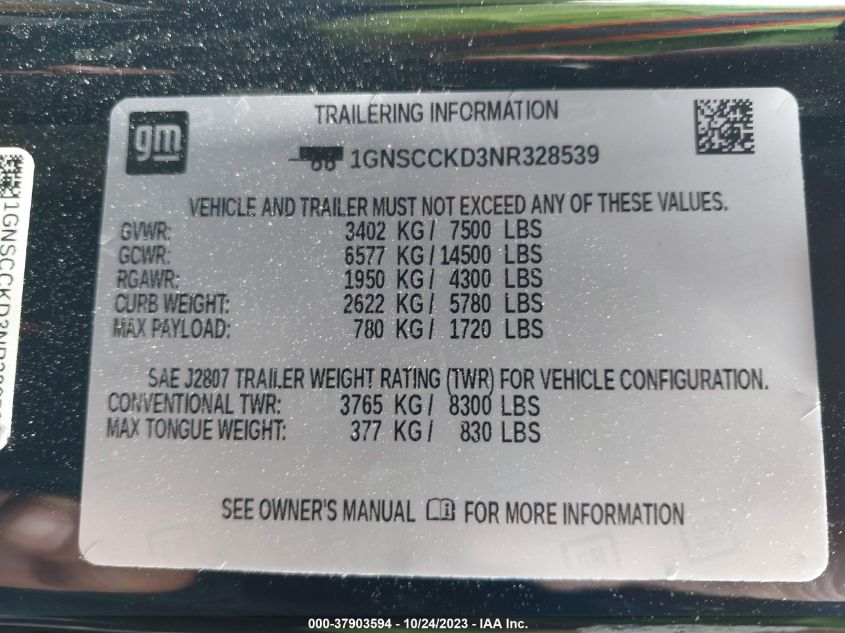 TRAILERING INFORMATION
gm
1GNSCCKD3NR328539
VEHICLE AND TRAILER MUST NOT EXCEED ANY OF THESE VALUES.
GVWR: 3402 KG / 7500 LBS
GCWR: 6577 KG / 14500 LBS
RGAWR: 1950 KG / 4300 LBS
CURB WEIGHT: 2622 KG / 5780 LBS
MAX PAYLOAD: 780 KG / 1720 LBS
SAE J2807 TRAILER WEIGHT RATING (TWR) FOR VEHICLE CONFIGURATION.
CONVENTIONAL TWR: 3765 KG / 8300 LBS
MAX TONGUE WEIGHT: 377 KG / 830 LBS
SEE OWNER'S MANUAL FOR MORE INFORMATION
000-37903594 - 10/24/2023 - IAA Inc.